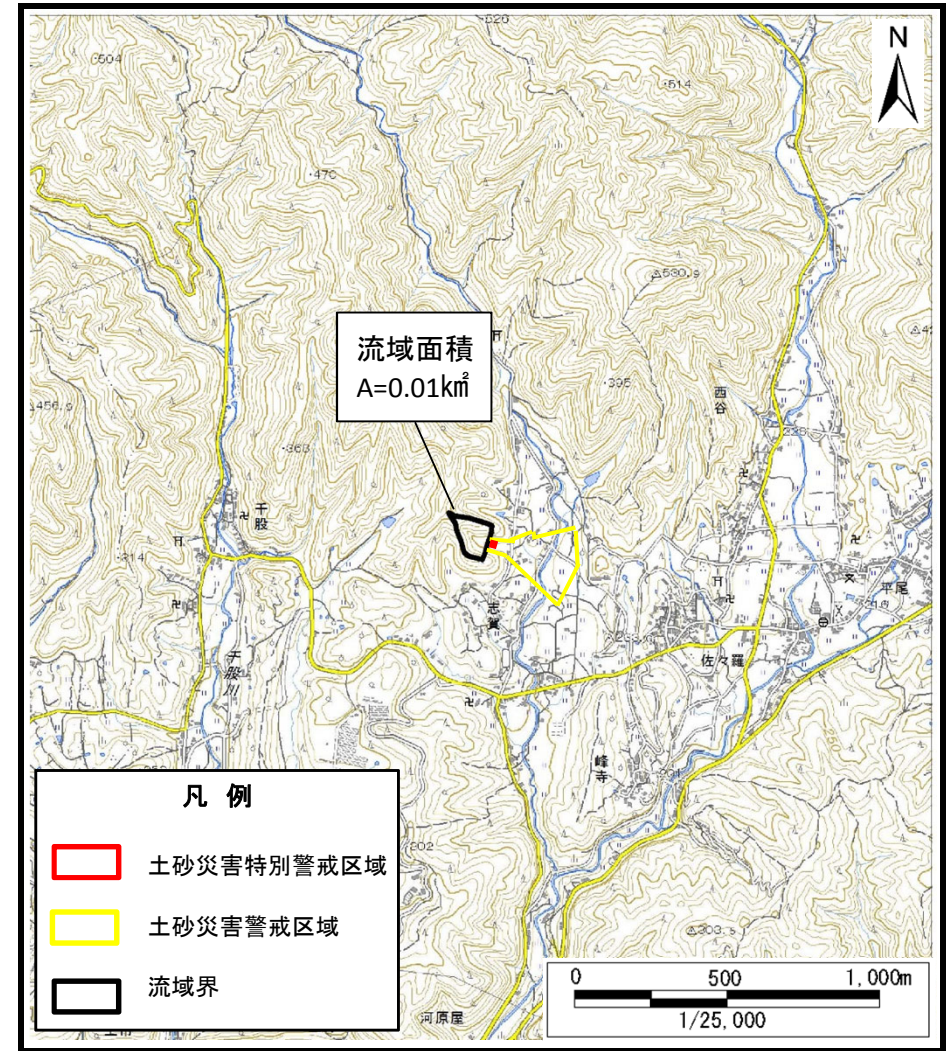 ・526
・504
・514
N
・470
△530.9
流域面積
A=0.01k㎡
・395
西谷
△456.9
・363
千股
・314
志賀
平尾
佐々羅
千股川
峰寺
250
凡 例
土砂災害特別警戒区域
土砂災害警戒区域
流域界
202
△303.5
河原屋
0 500 1,000m
1/25,000